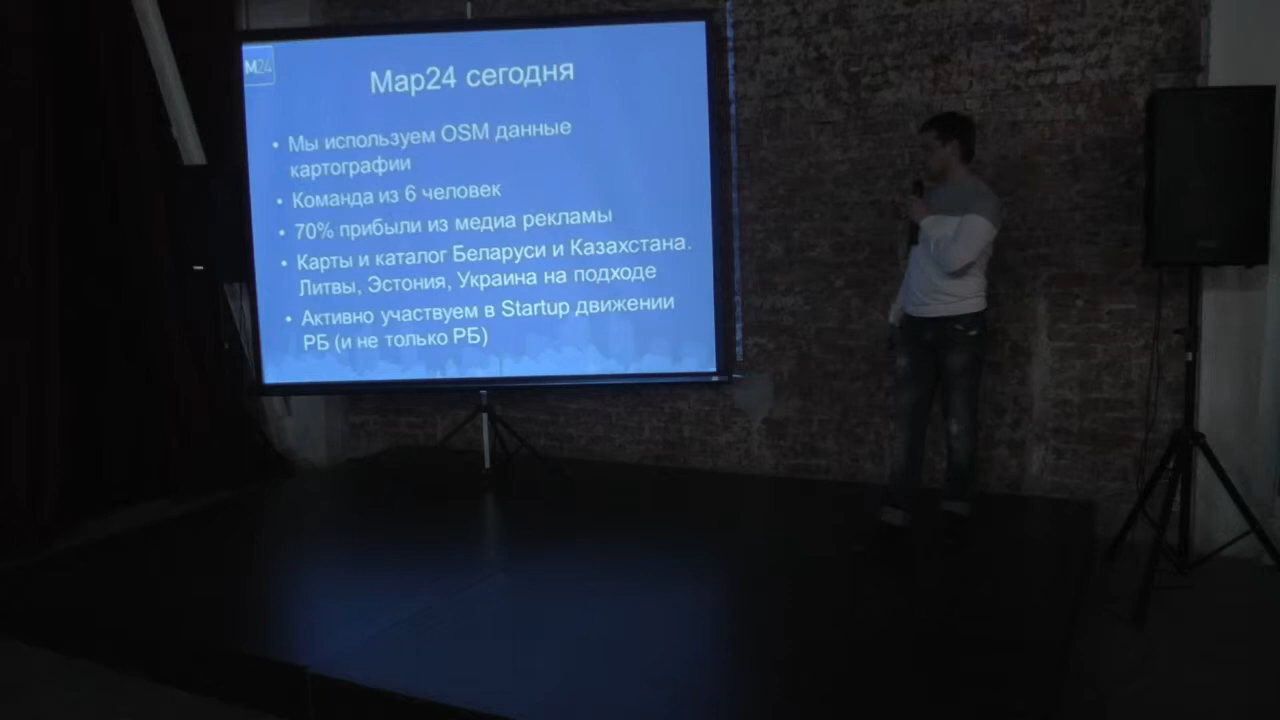 М24
Map24 сегодня
• Мы используем OSM данные
картографии
• Команда из 6 человек
• 70% прибыли из медиа рекламы
• Карты и каталог Беларуси и Казахстана.
Литвы, Эстония, Украина на подходе
• Активно участвуем в Startup движении
РБ (и не только РБ)